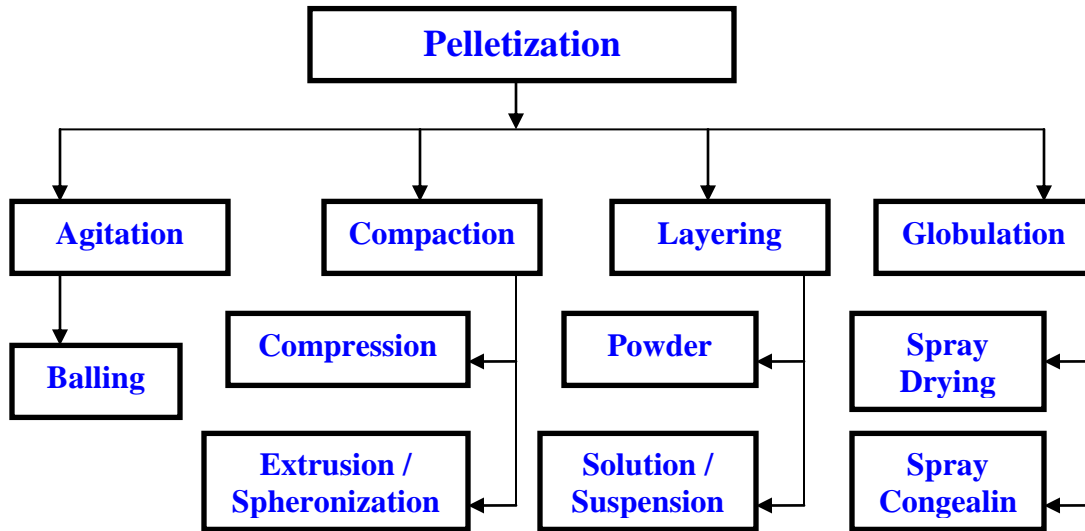 Pelletization
Agitation
Compaction
Layering
Globulation
Balling
Compression
Powder
Spray
Drying
Extrusion /
Spheronization
Solution /
Suspension
Spray
Congealin